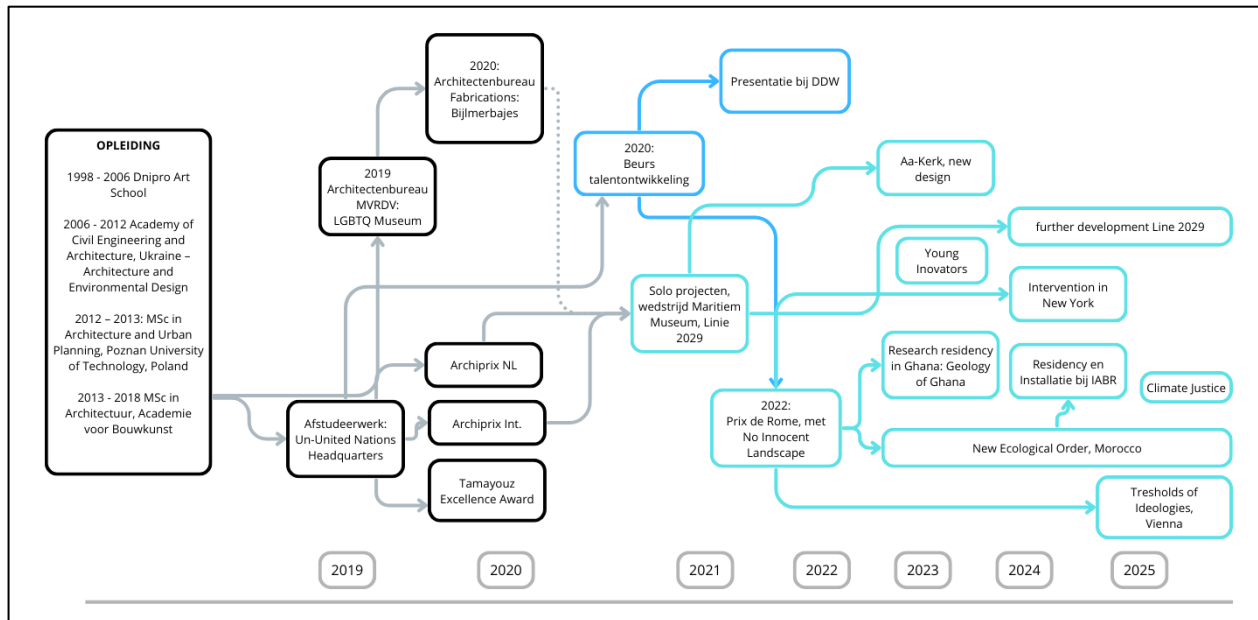 OPLEIDING
1998 - 2006 Dnipro Art
School
2006 - 2012 Academy of
Civil Engineering and
Architecture, Ukraine –
Architecture and
Environmental Design
2012 – 2013: MSc in
Architecture and Urban
Planning, Poznan University
of Technology, Poland
2013 - 2018 MSc in
Architectuur, Academie
voor Bouwkunst
2019
Architectenbureau
MVRDV:
LGBTQ Museum
2020:
Architectenbureau
Fabrications:
Bijlmerbajes
Afstudeerwerk:
Un-United Nations
Headquarters
Archiprix NL
Archiprix Int.
Tamayouz
Excellence Award
2020:
Beurs
talentontwikkeling
Presentatie bij DDW
Solo projecten,
wedstrijd Maritiem
Museum, Linie
2029
Aa-Kerk, new
design
further development Line 2029
Young
Inovators
Intervention in
New York
2022:
Prix de Rome, met
No Innocent
Landscape
Research residency
in Ghana: Geology
of Ghana
Residency en
Installatie bij IABR
Climate Justice
New Ecological Order, Morocco
Tresholds of
Ideologies,
Vienna
2019
2020
2021
2022
2023
2024
2025